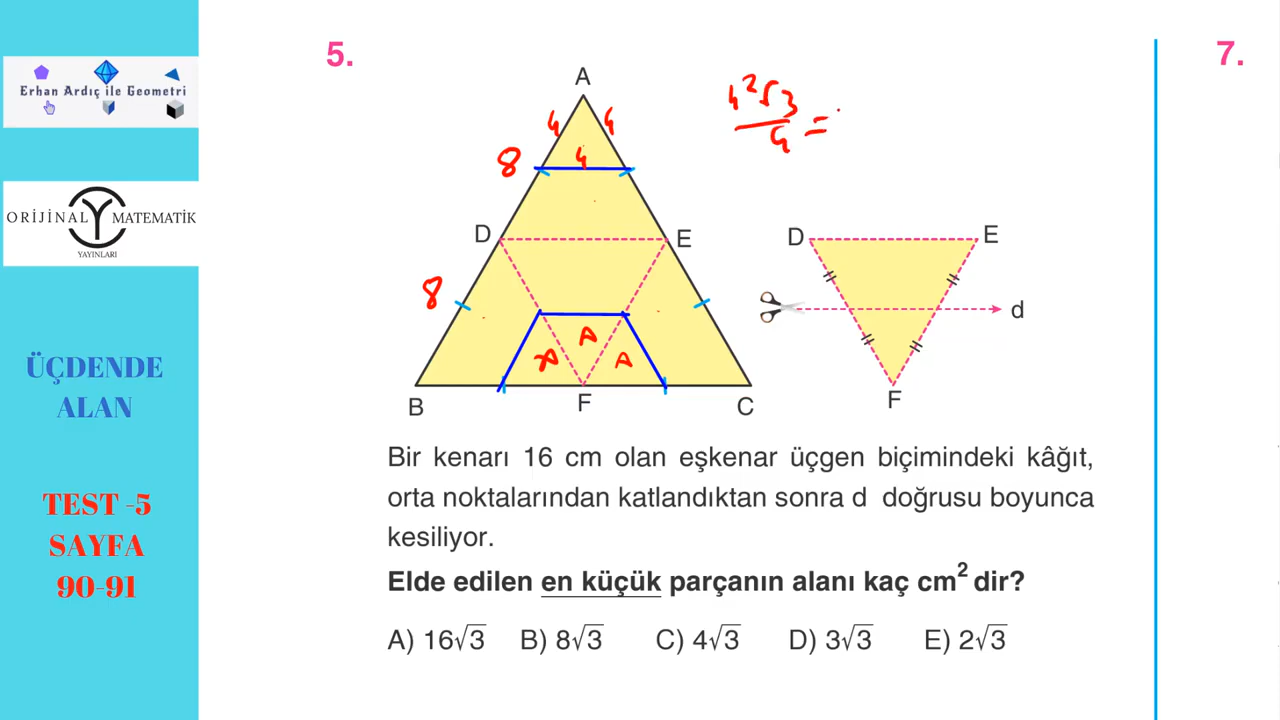 Erhan Ardıç ile Geometri
ORİJİNAL MATEMATİK
YAYINLARI
ÜÇDENDE
ALAN
TEST -5
SAYFA
90-91
5.
7.
A
4 4
8 4
4²√3/4 =
D E
8
A
A A
B F C
D E
d
F
Bir kenarı 16 cm olan eşkenar üçgen biçimindeki kâğıt,
orta noktalarından katlandıktan sonra d doğrusu boyunca
kesiliyor.
Elde edilen en küçük parçanın alanı kaç cm² dir?
A) 16√3 B) 8√3 C) 4√3 D) 3√3 E) 2√3